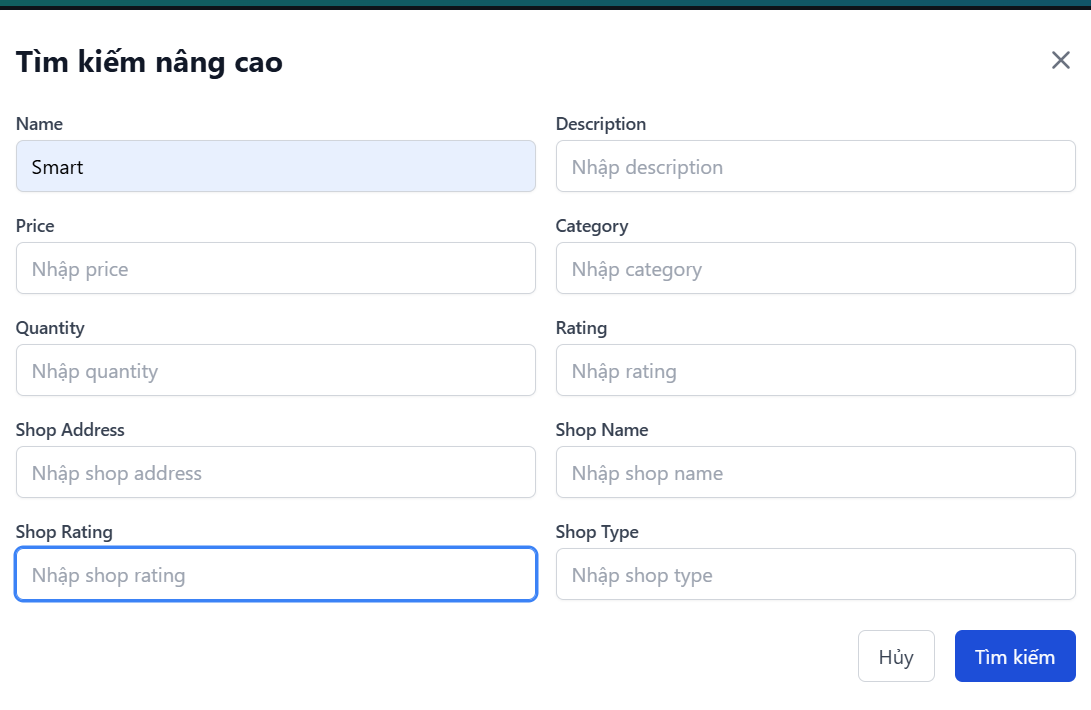 Tìm kiếm nâng cao
Name
Description
Smart
Nhập description
Price
Category
Nhập price
Nhập category
Quantity
Rating
Nhập quantity
Nhập rating
Shop Address
Shop Name
Nhập shop address
Nhập shop name
Shop Rating
Shop Type
Nhập shop rating
Nhập shop type
Hủy
Tìm kiếm